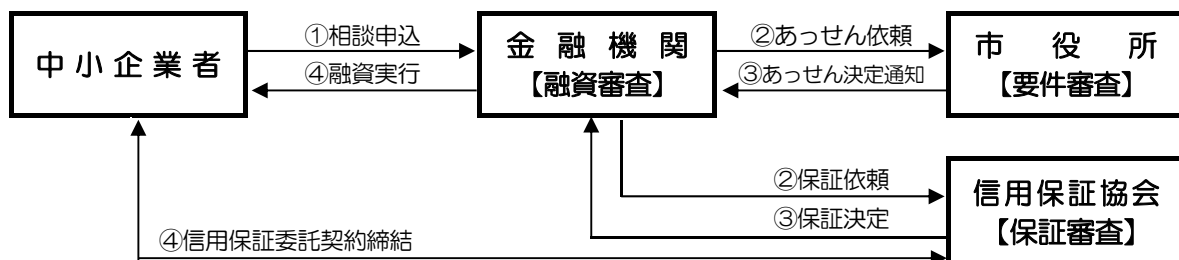 中小企業者
①相談申込
④融資実行
金融機関
【融資審査】
②あっせん依頼
③あっせん決定通知
市役所
【要件審査】
②保証依頼
③保証決定
④信用保証委託契約締結
信用保証協会
【保証審査】